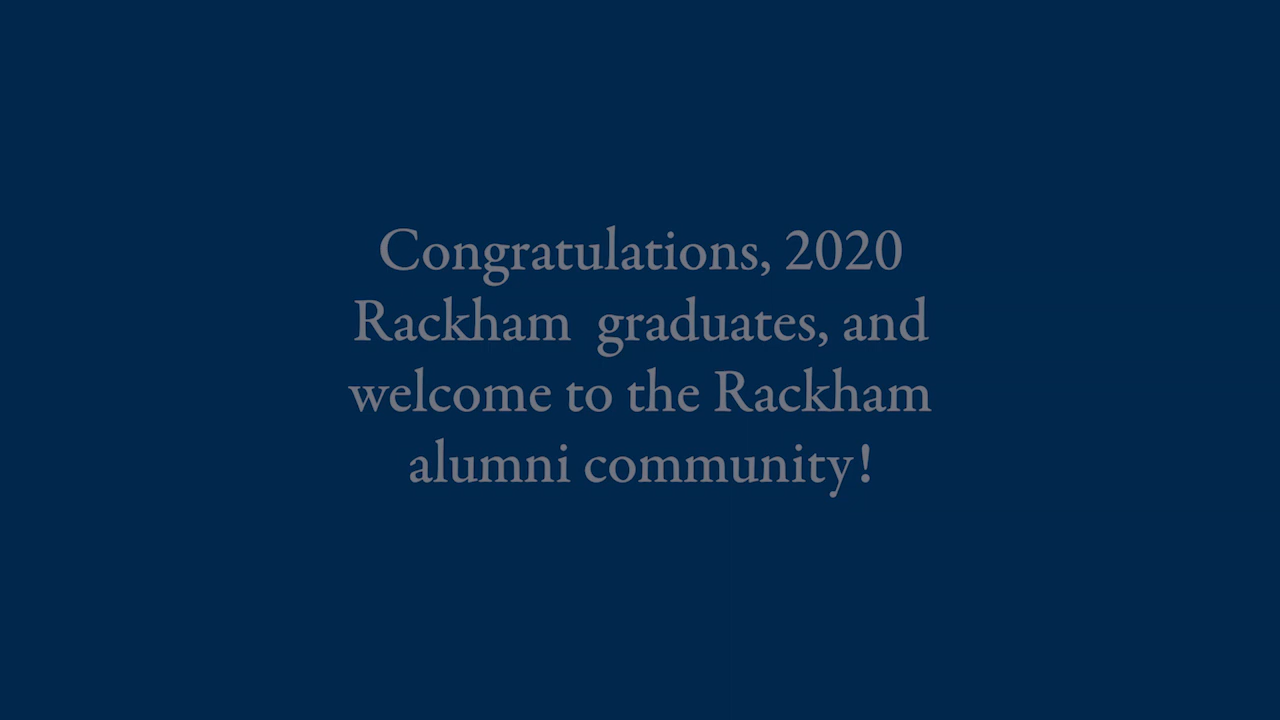 Congratulations, 2020
Rackham  graduates, and
welcome to the Rackham
alumni community!